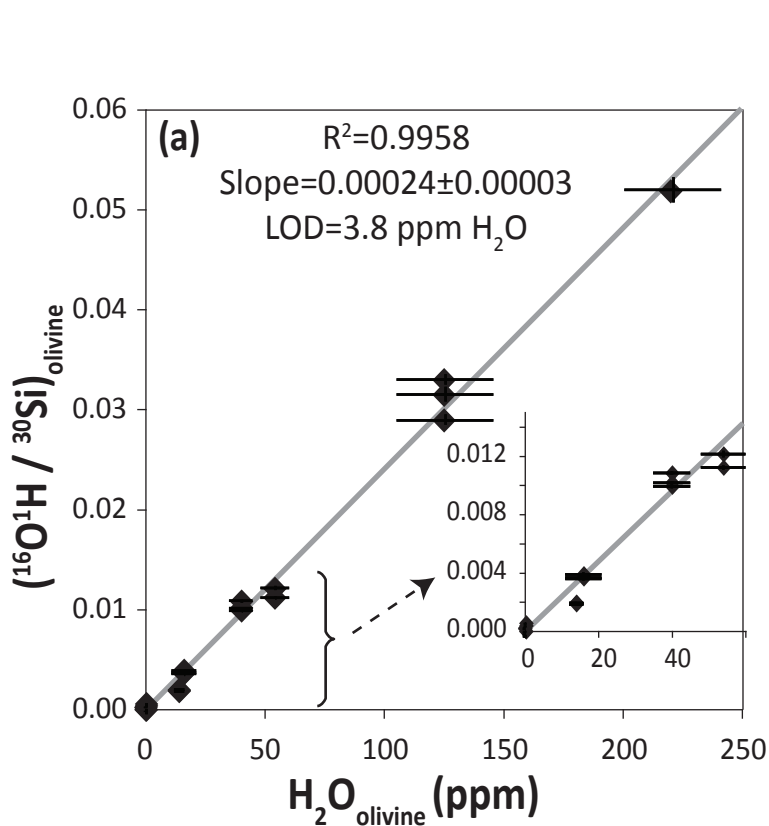 (a)
R²=0.9958
Slope=0.00024±0.00003
LOD=3.8 ppm H₂O
0.06
0.05
0.04
0.03
0.02
0.01
0.00
(¹⁶O¹H / ³⁰Si)olivine
0.012
0.008
0.004
0.000
0 20 40
0 50 100 150 200 250
H₂Oolivine (ppm)